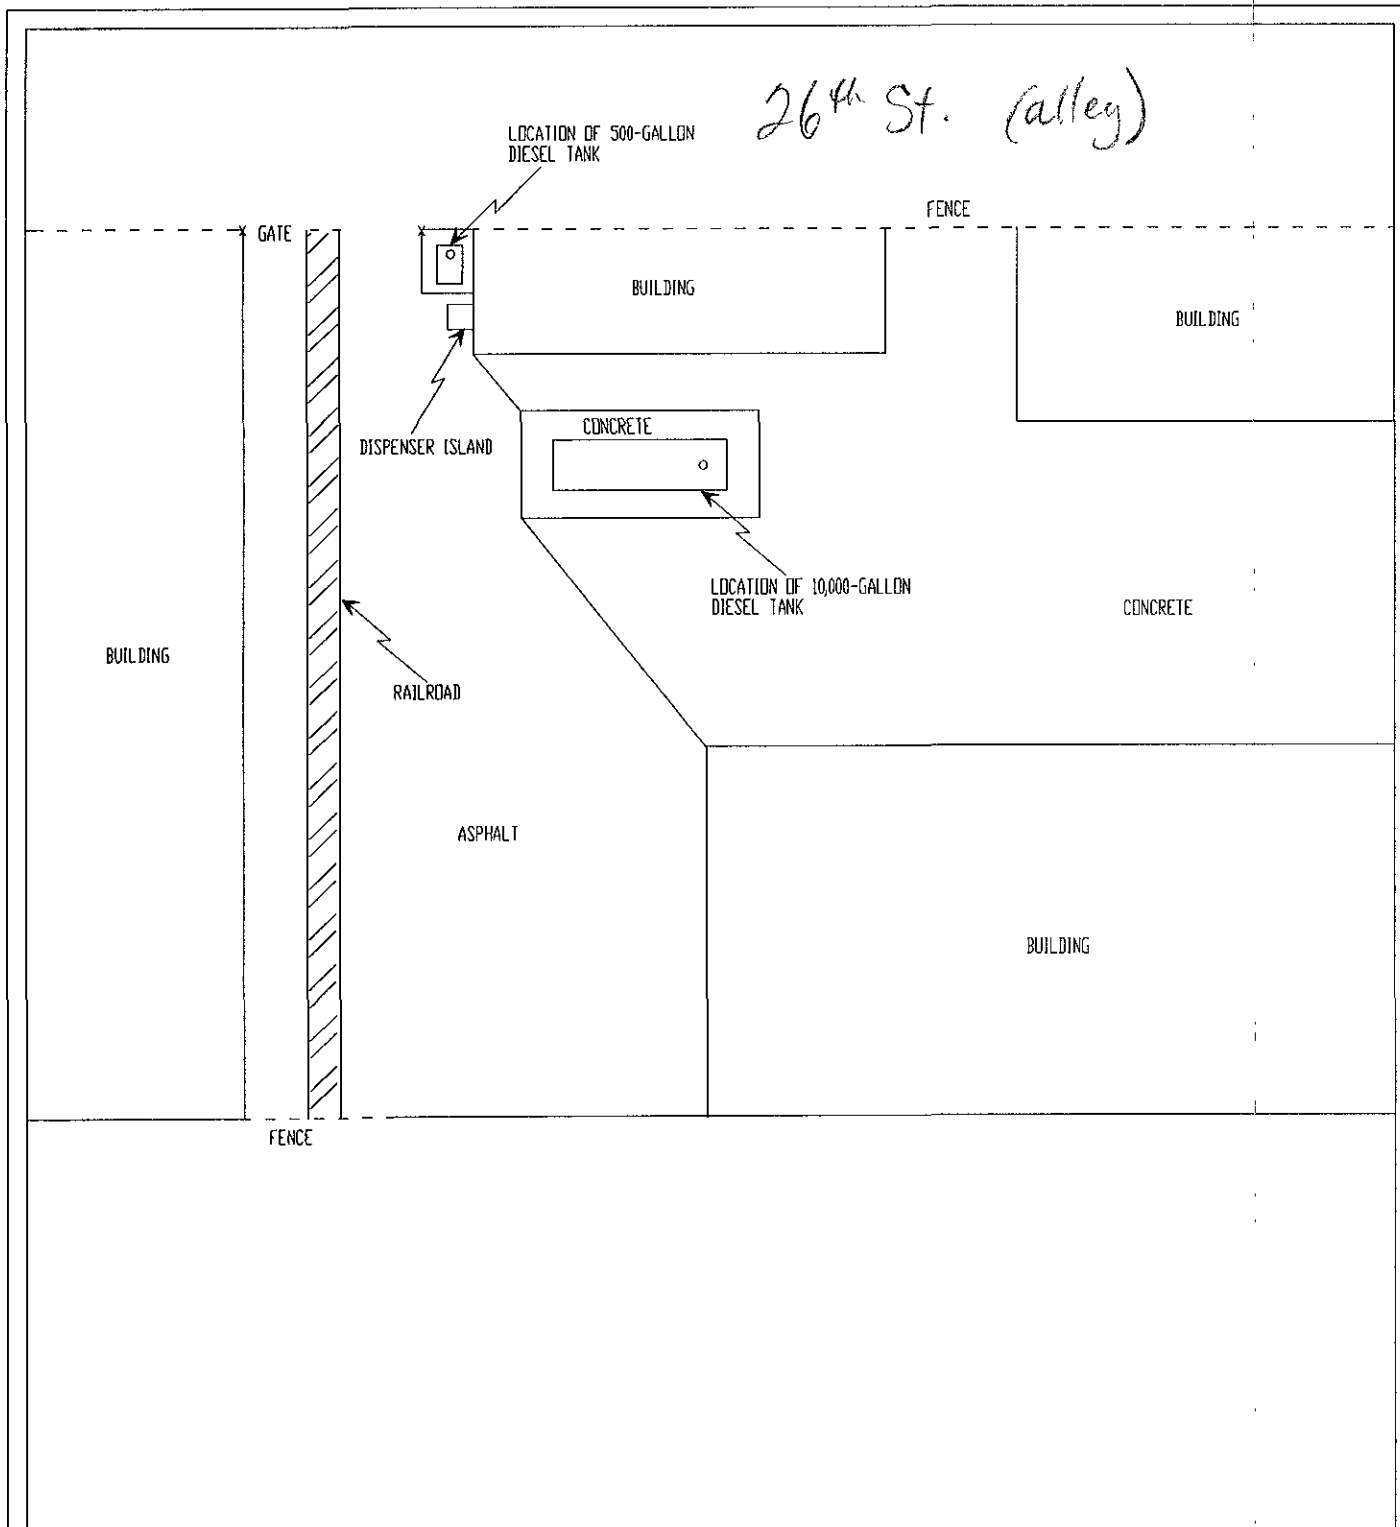 26th St. (alley)
LOCATION OF 500-GALLON
DIESEL TANK
FENCE
GATE
BUILDING
BUILDING
CONCRETE
DISPENSER ISLAND
LOCATION OF 10,000-GALLON
DIESEL TANK
CONCRETE
BUILDING
RAILROAD
ASPHALT
BUILDING
FENCE